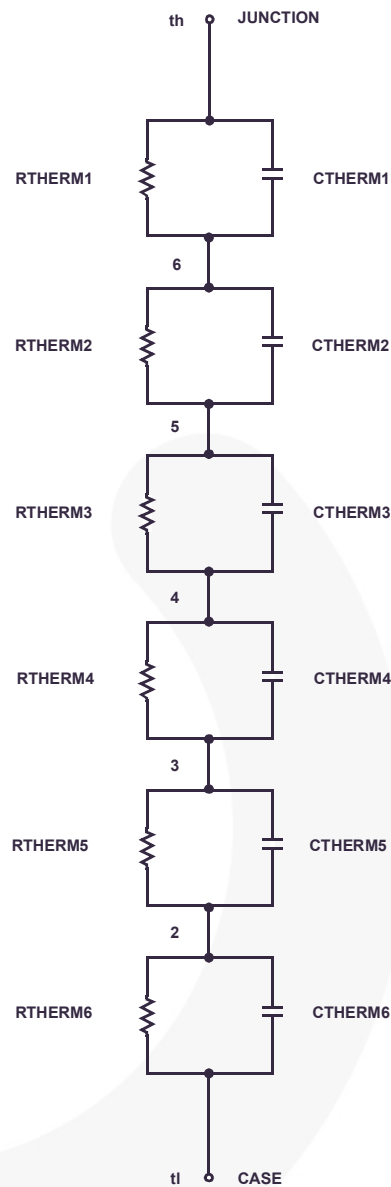 th JUNCTION
RTHERM1 CTHERM1
6
RTHERM2 CTHERM2
5
RTHERM3 CTHERM3
4
RTHERM4 CTHERM4
3
RTHERM5 CTHERM5
2
RTHERM6 CTHERM6
tl CASE